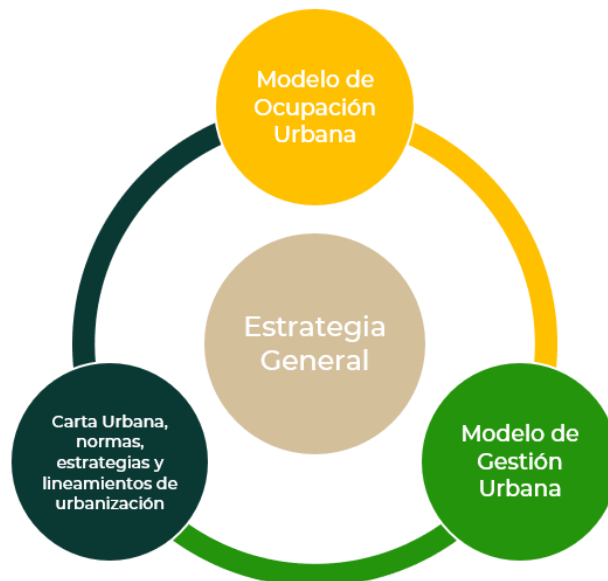 Modelo de
Ocupación
Urbana
Estrategia
General
Carta Urbana,
normas,
estrategias y
lineamientos de
urbanización
Modelo de
Gestión
Urbana